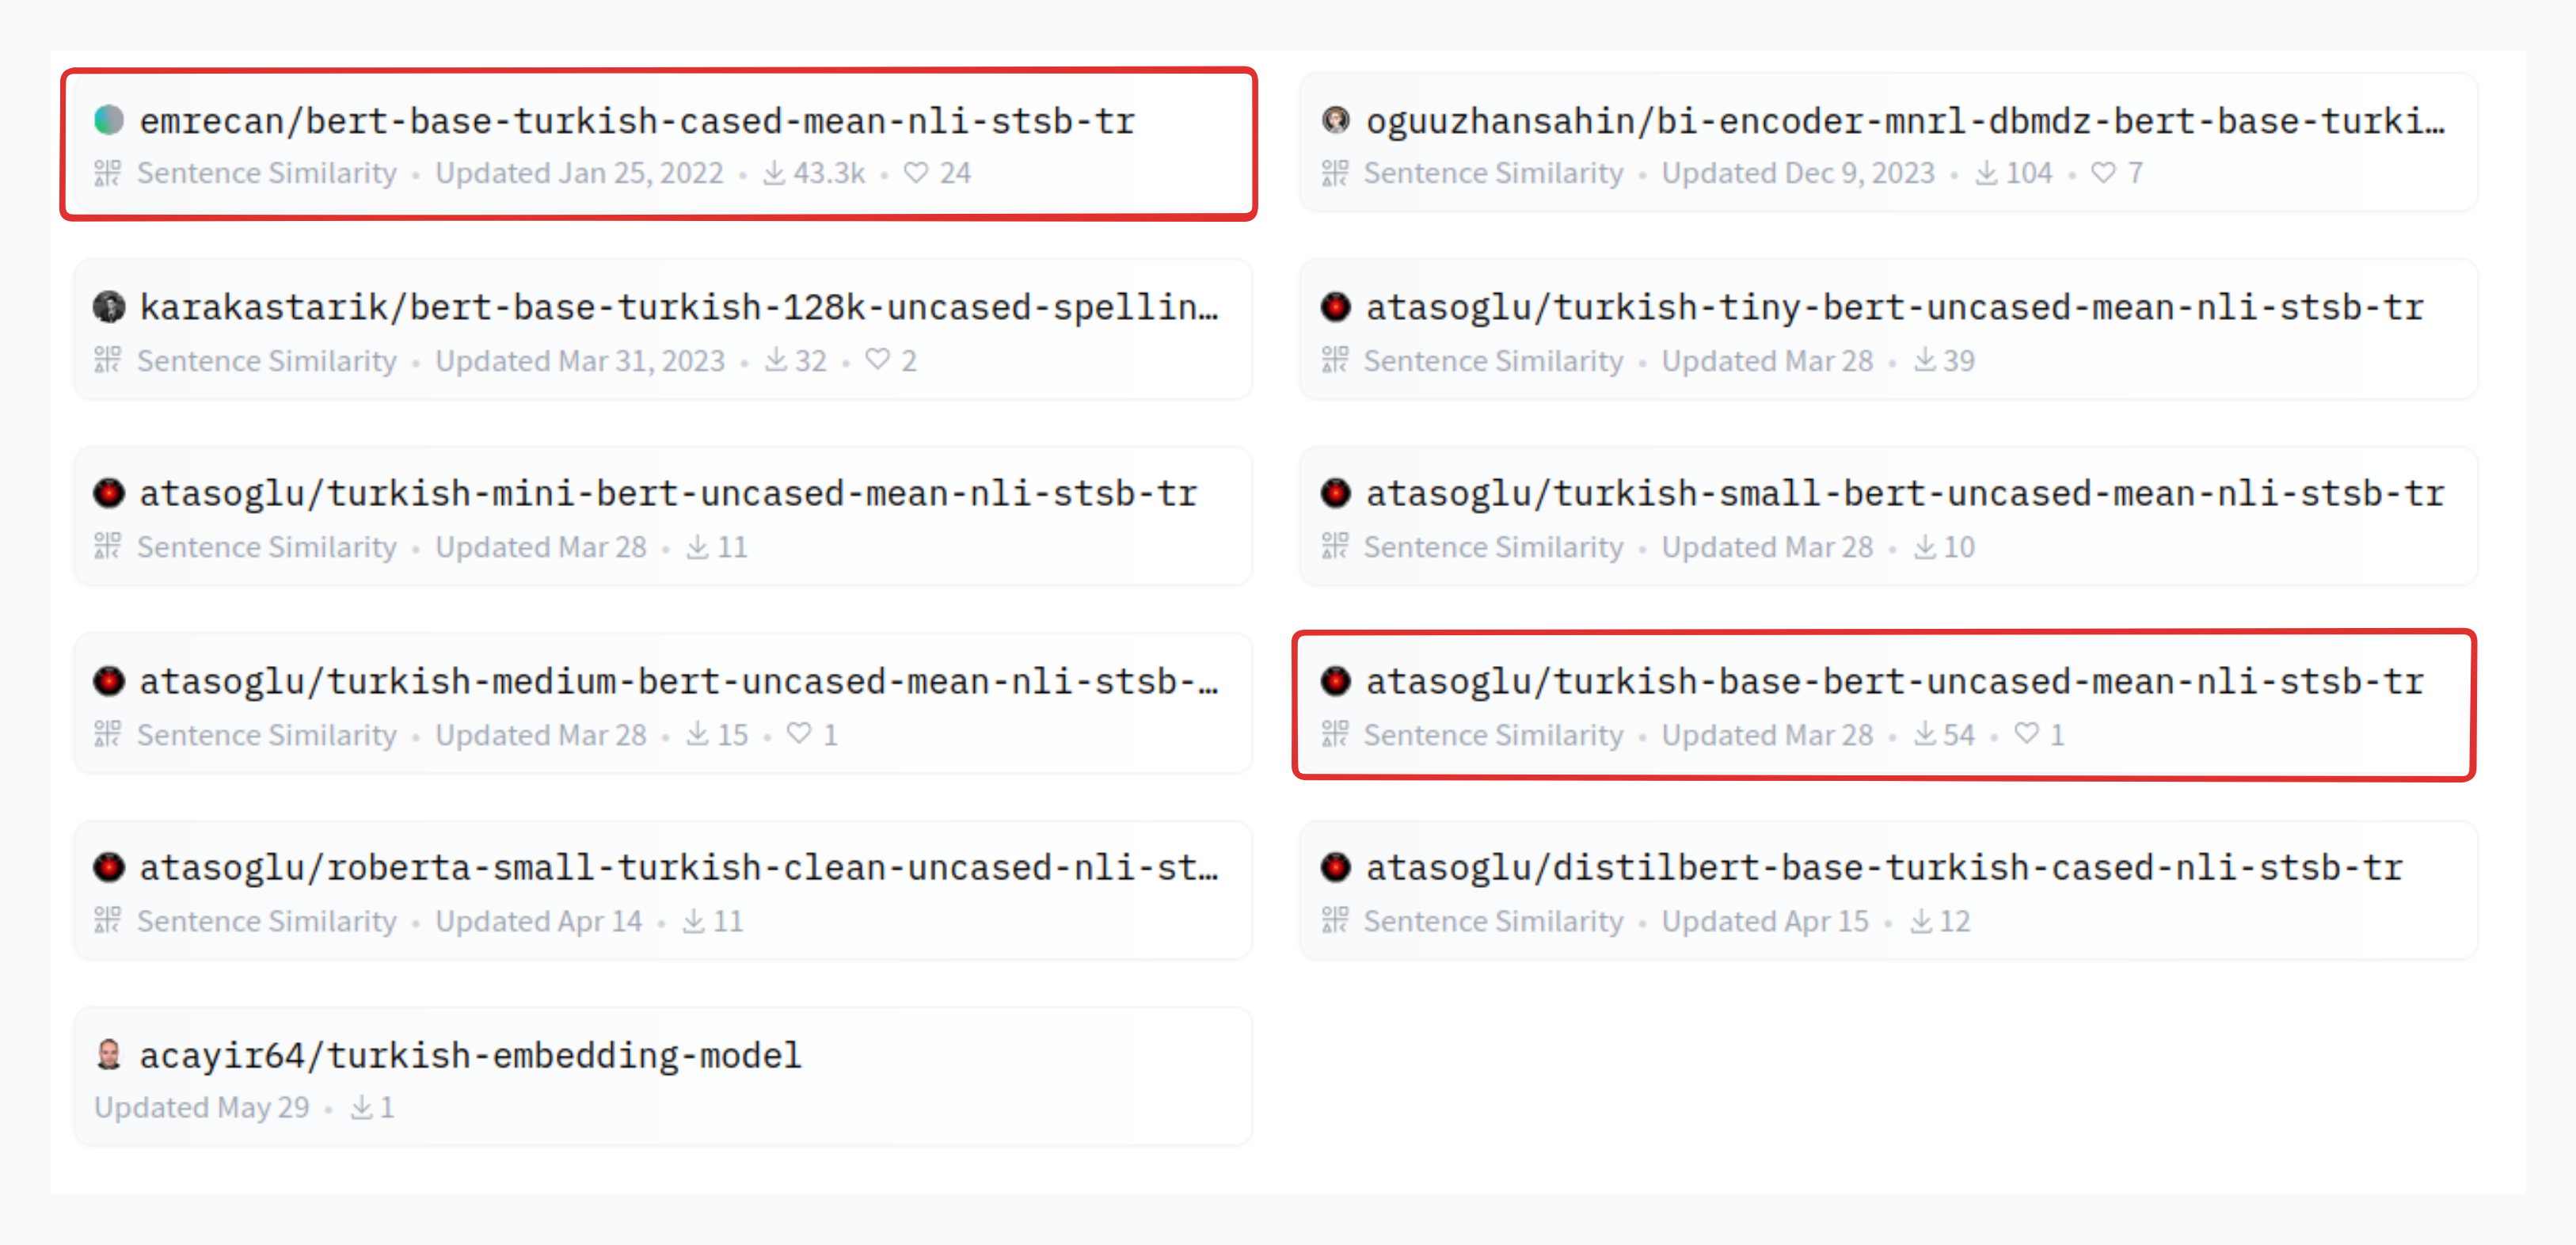 emrecan/bert-base-turkish-cased-mean-nli-stsb-tr
Sentence Similarity • Updated Jan 25, 2022 • 43.3k • 24
oguuzhansahin/bi-encoder-mnrl-dbmdz-bert-base-turki…
Sentence Similarity • Updated Dec 9, 2023 • 104 • 7
karakastarik/bert-base-turkish-128k-uncased-spellin…
Sentence Similarity • Updated Mar 31, 2023 • 32 • 2
atasoglu/turkish-tiny-bert-uncased-mean-nli-stsb-tr
Sentence Similarity • Updated Mar 28 • 39
atasoglu/turkish-mini-bert-uncased-mean-nli-stsb-tr
Sentence Similarity • Updated Mar 28 • 11
atasoglu/turkish-small-bert-uncased-mean-nli-stsb-tr
Sentence Similarity • Updated Mar 28 • 10
atasoglu/turkish-medium-bert-uncased-mean-nli-stsb-…
Sentence Similarity • Updated Mar 28 • 15 • 1
atasoglu/turkish-base-bert-uncased-mean-nli-stsb-tr
Sentence Similarity • Updated Mar 28 • 54 • 1
atasoglu/roberta-small-turkish-clean-uncased-nli-st…
Sentence Similarity • Updated Apr 14 • 11
atasoglu/distilbert-base-turkish-cased-nli-stsb-tr
Sentence Similarity • Updated Apr 15 • 12
acayir64/turkish-embedding-model
Updated May 29 • 1